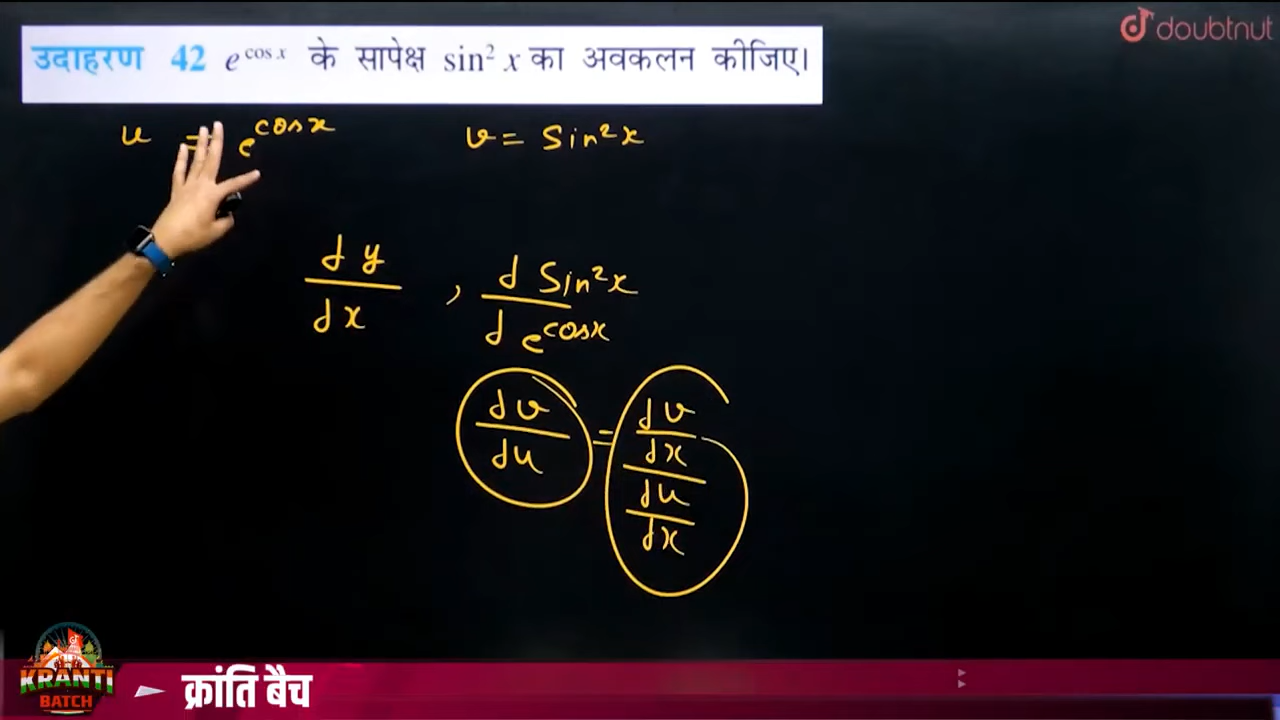 doubtnut
उदाहरण 42 e^cos x के सापेक्ष sin² x का अवकलन कीजिए।
u = e^cosx v = Sin²x
dy/dx , d Sin²x/d e^cosx
dv/du = dv/dx/du/dx
KRANTI
BATCH
क्रांति बैच